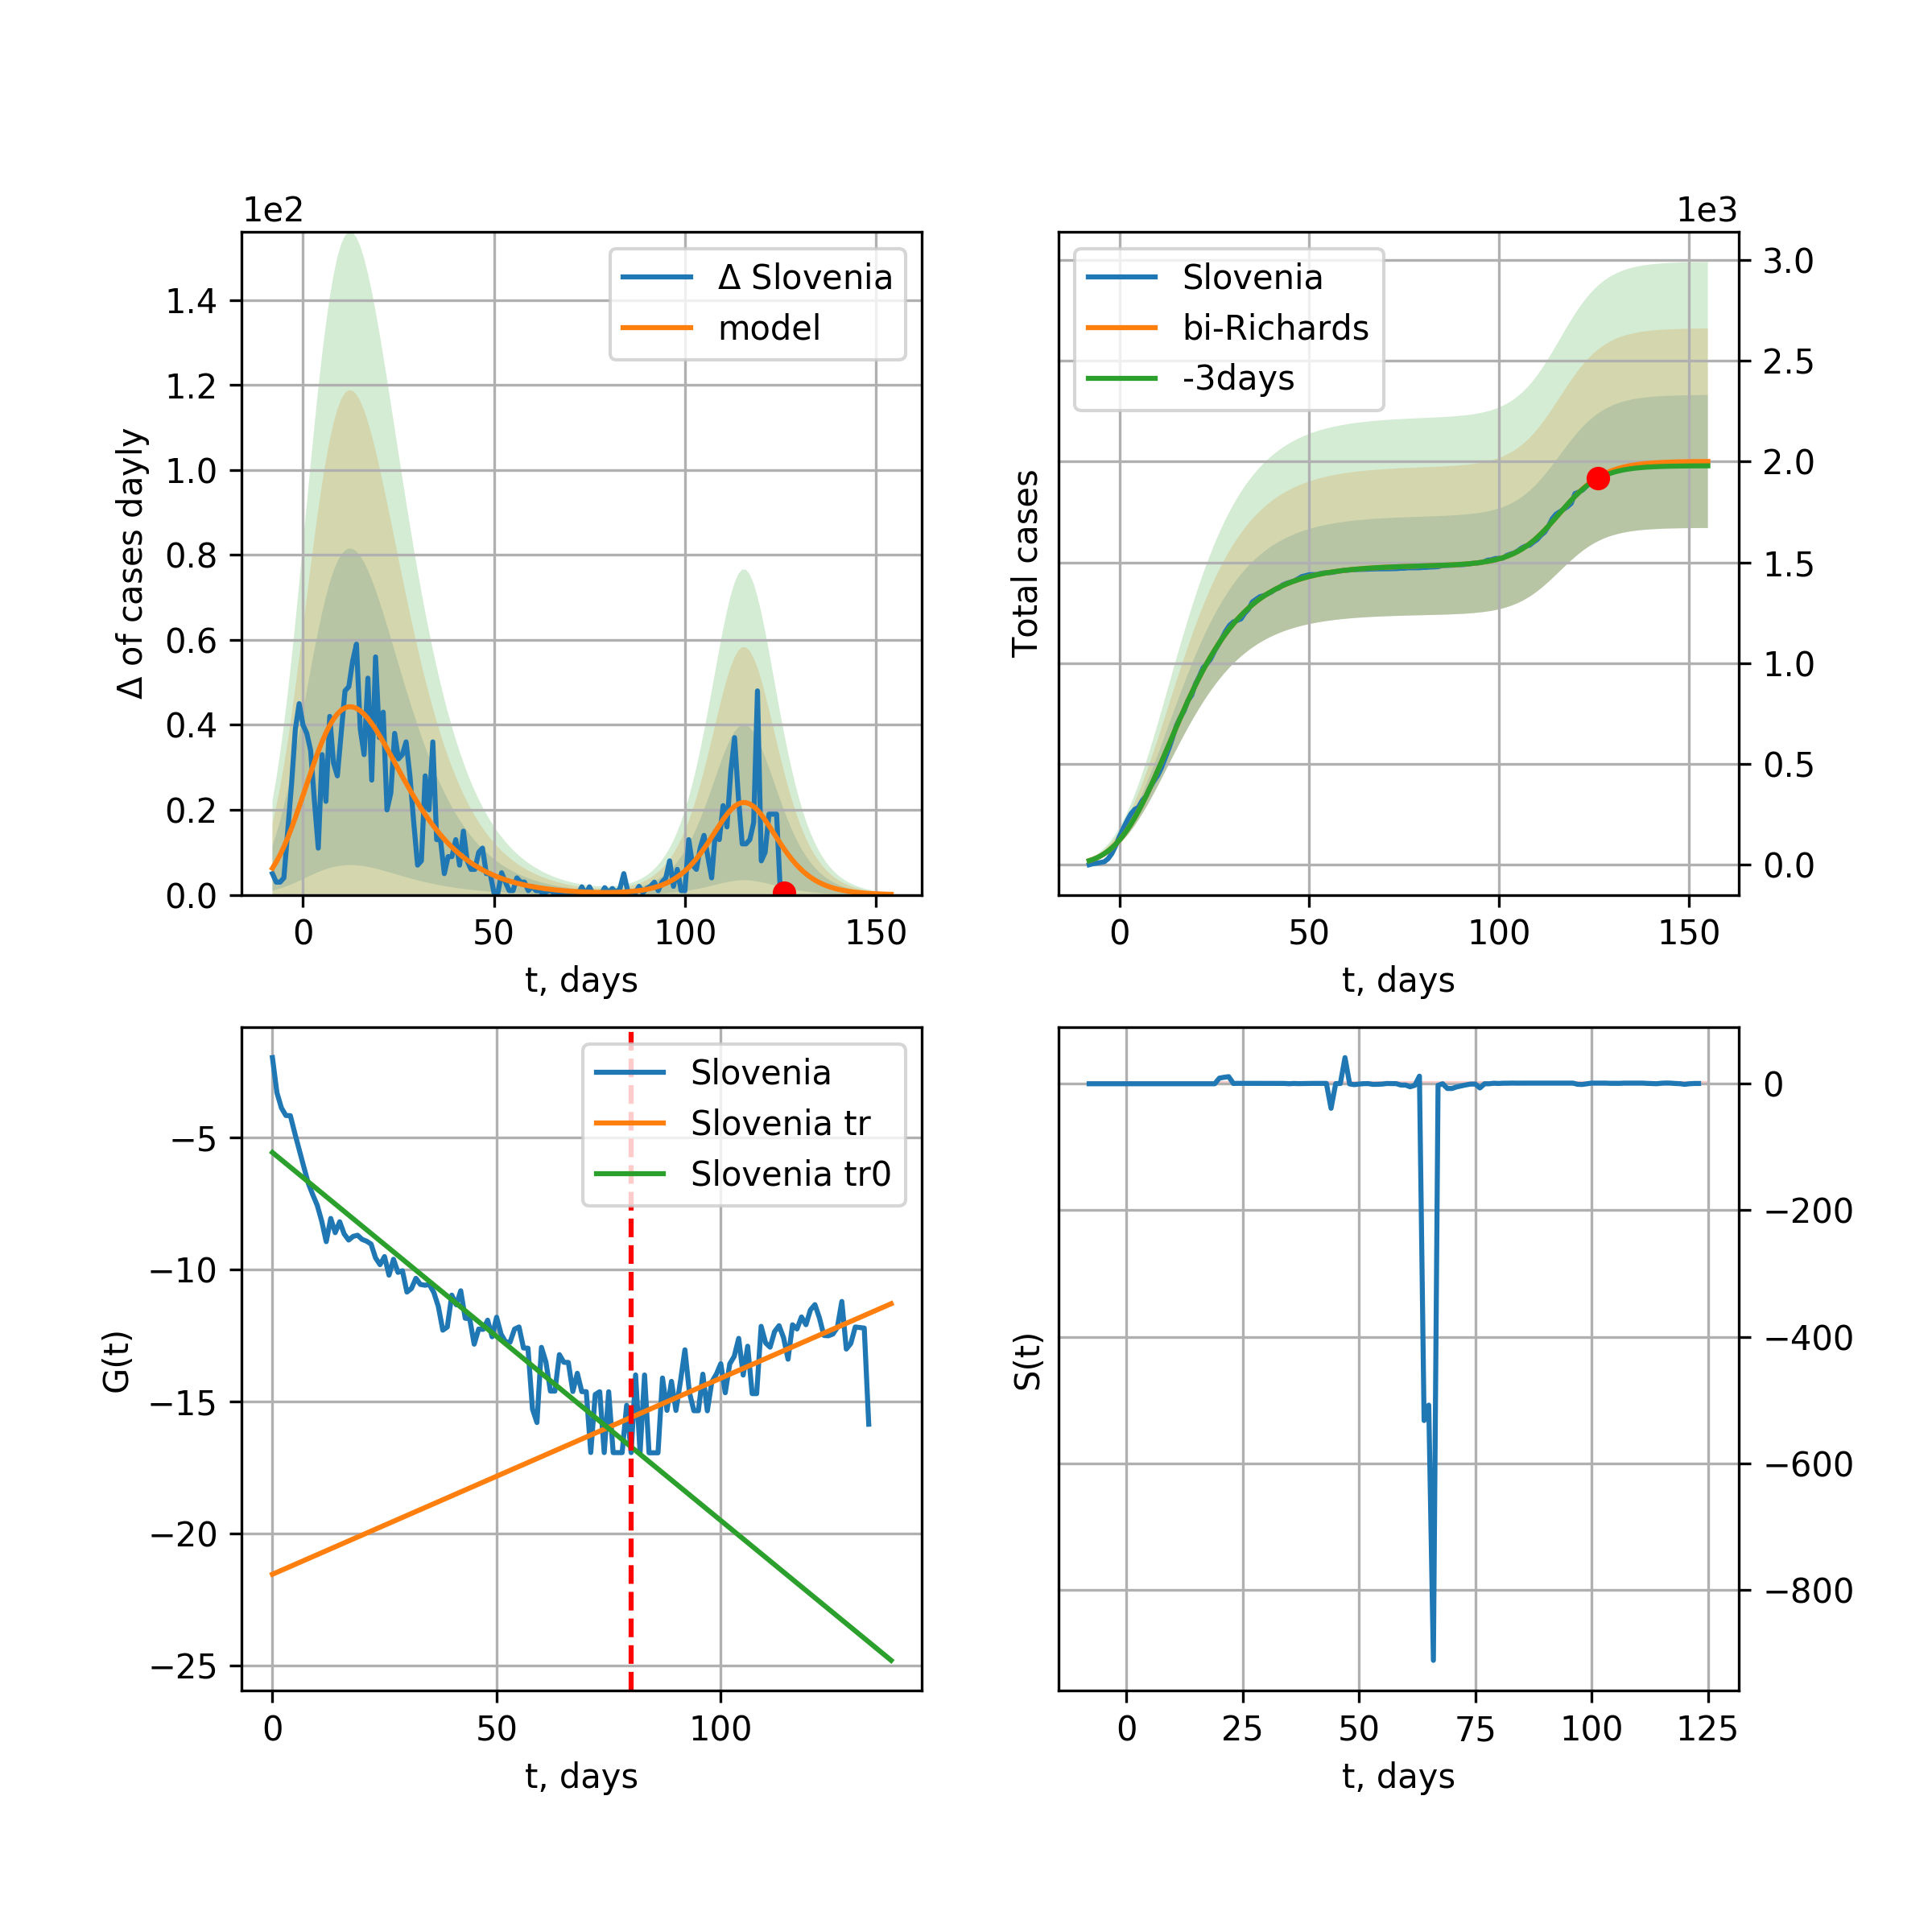 1e2
Δ of cases dayly
1.4
1.2
1.0
0.8
0.6
0.4
0.2
0.0
0 50 100 150
t, days
Δ Slovenia
model
1e3
Total cases
3.0
2.5
2.0
1.5
1.0
0.5
0.0
0 50 100 150
t, days
Slovenia
bi-Richards
-3days
G(t)
−5
−10
−15
−20
−25
0 50 100
t, days
Slovenia
Slovenia tr
Slovenia tr0
S(t)
0
−200
−400
−600
−800
0 25 50 75 100 125
t, days